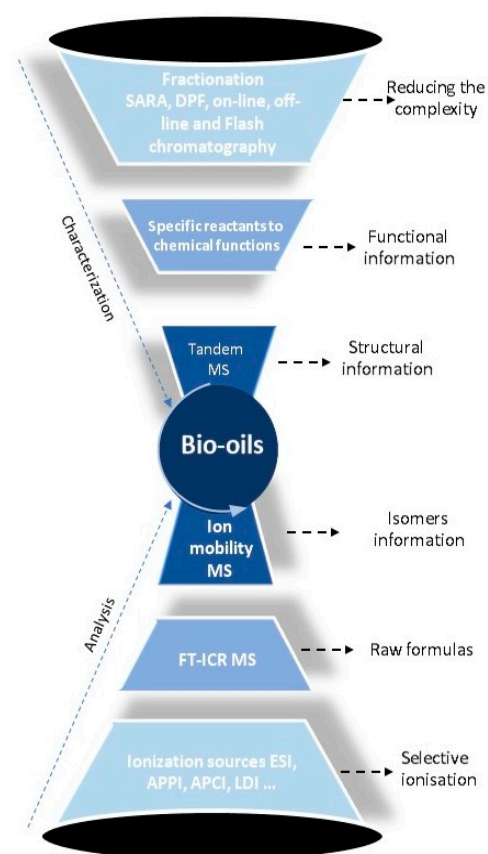 Fractionation
SARA, DPF, on-line, off-
line and Flash
chromatography
Reducing the
complexity
Specific reactants to
chemical functions
Functional
information
Characterization
Tandem
MS
Structural
information
Bio-oils
Ion
mobility
MS
Isomers
information
Analysis
FT-ICR MS
Raw formulas
Ionization sources ESI,
APPI, APCI, LDI ...
Selective
ionisation